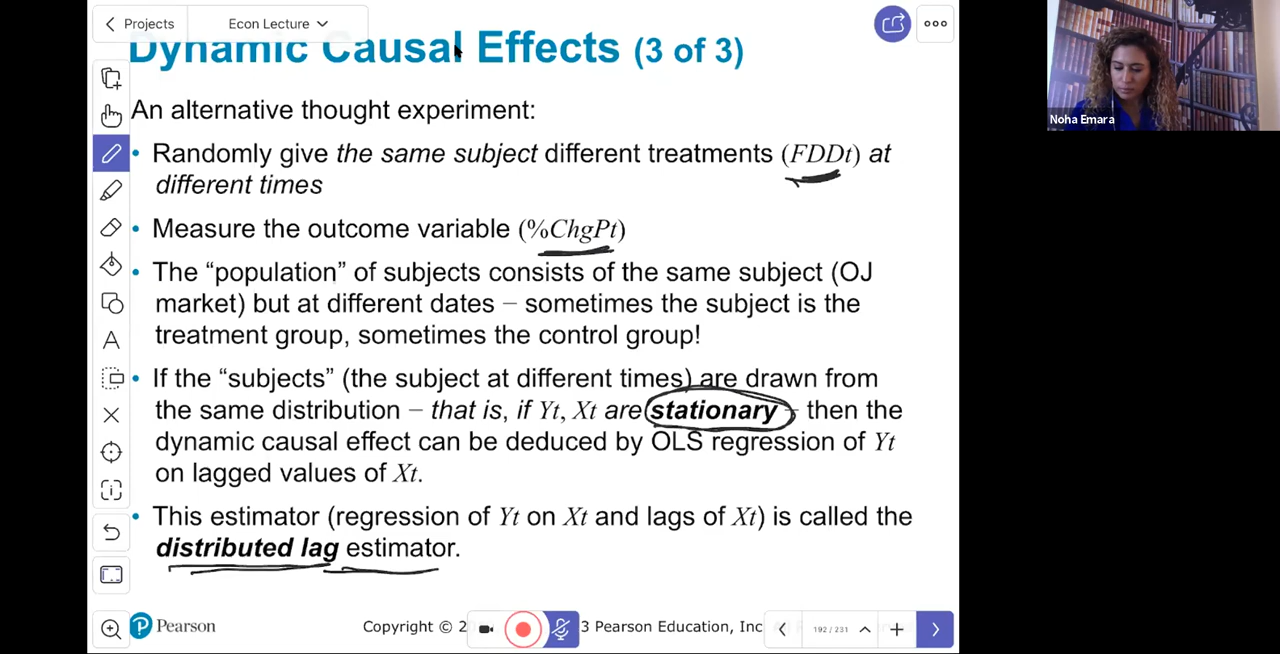 Projects
Econ Lecture
Dynamic Causal Effects (3 of 3)
Noha Emara
An alternative thought experiment:
• Randomly give the same subject different treatments (FDDt) at
different times
• Measure the outcome variable (%ChgPt)
• The “population” of subjects consists of the same subject (OJ
market) but at different dates – sometimes the subject is the
treatment group, sometimes the control group!
• If the “subjects” (the subject at different times) are drawn from
the same distribution – that is, if Yt, Xt are stationary – then the
dynamic causal effect can be deduced by OLS regression of Yt
on lagged values of Xt.
• This estimator (regression of Yt on Xt and lags of Xt) is called the
distributed lag estimator.
Pearson
Copyright © 2 3 Pearson Education, Inc
192 / 231